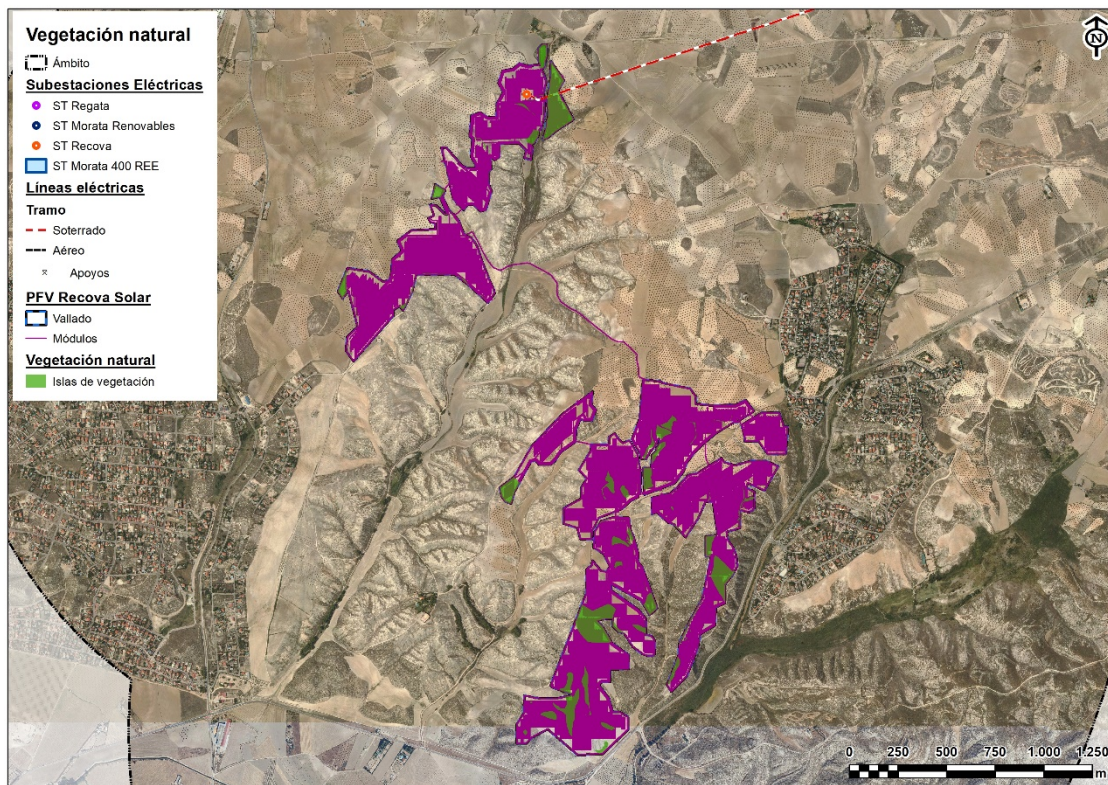 Vegetación natural
Ámbito
Subestaciones Eléctricas
ST Regata
ST Morata Renovables
ST Recova
ST Morata 400 REE
Líneas eléctricas
Tramo
Soterrado
Aéreo
Apoyos
PFV Recova Solar
Vallado
Módulos
Vegetación natural
Islas de vegetación
N
0 250 500 750 1.000 1.250
m